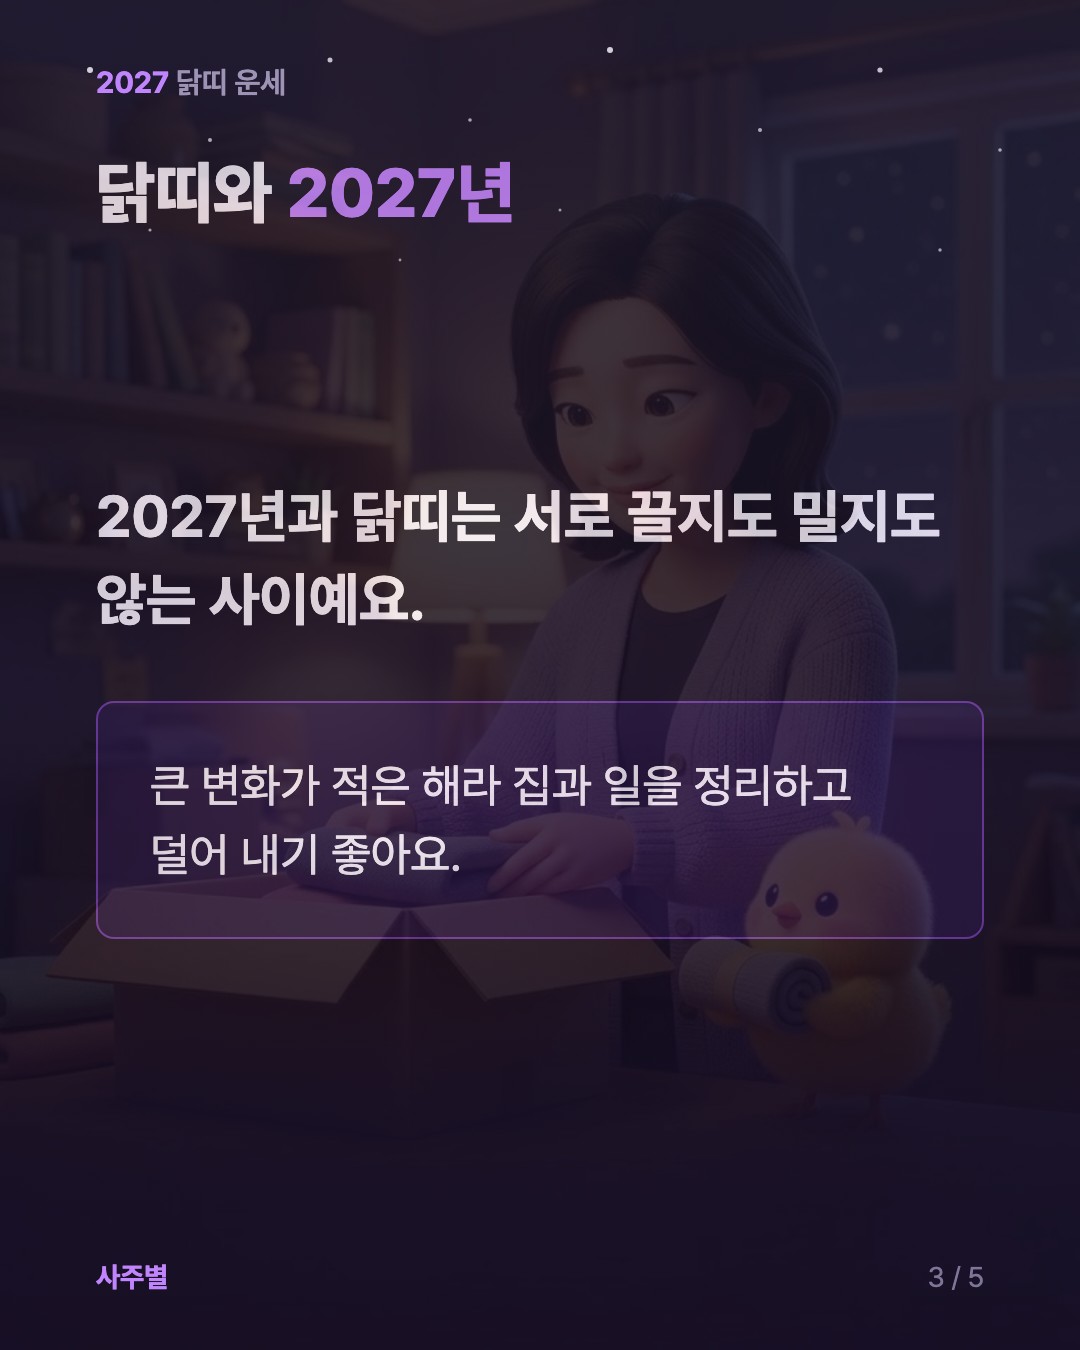 2027 닭띠 운세
닭띠와 2027년
2027년과 닭띠는 서로 끌지도 밀지도
않는 사이예요.
큰 변화가 적은 해라 집과 일을 정리하고
덜어 내기 좋아요.
사주별
3 / 5